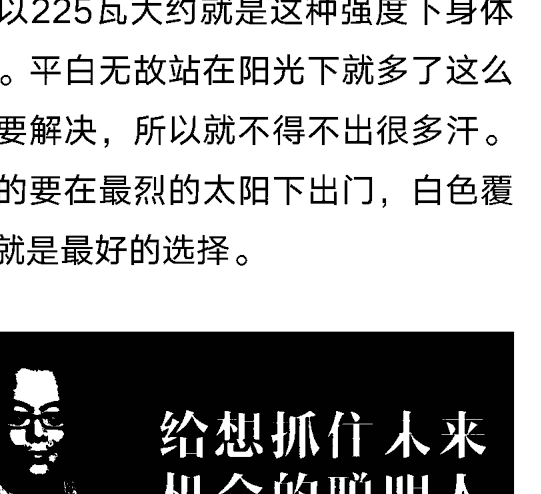 以225瓦大约就是这种强度下身体
。平白无故站在阳光下就多了这么
要解决，所以就不得不出很多汗。
的要在最烈的太阳下出门，白色覆
就是最好的选择。
给想抓住未来
机会的聪明人